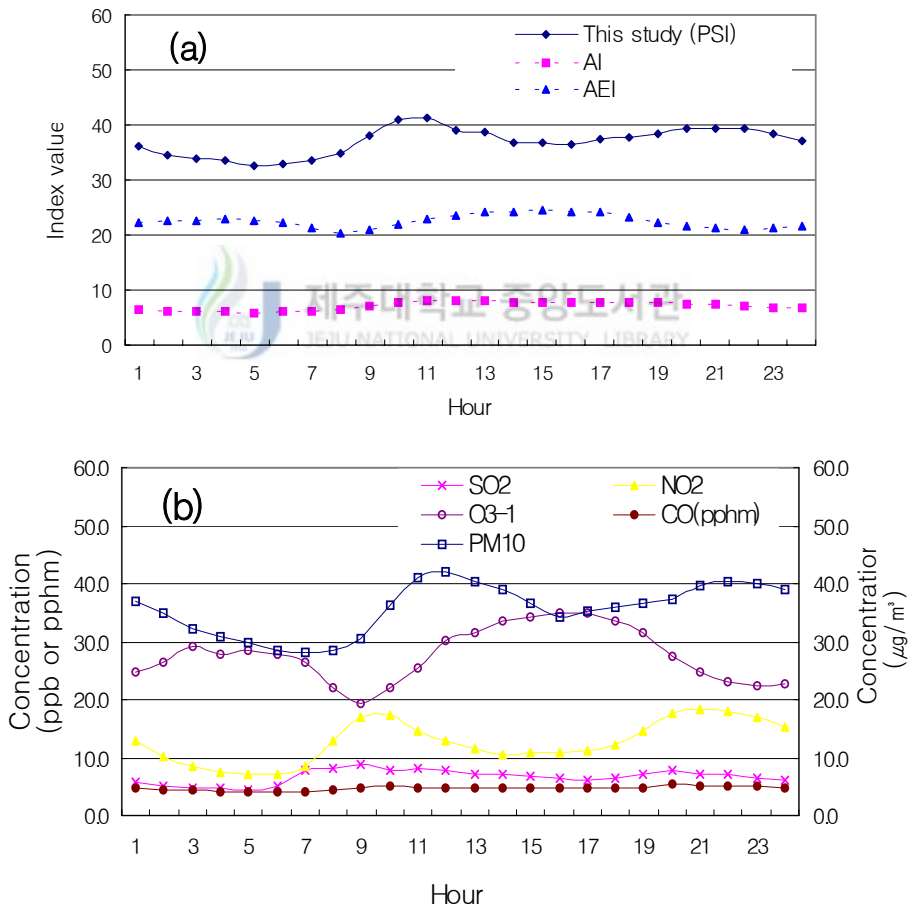 (a)
This study (PSI)
AI
AEI
60
50
40
30
20
10
0
Index value
1 3 5 7 9 11 13 15 17 19 21 23
Hour
제주대학교 중앙도서관
JEJU NATIONAL UNIVERSITY LIBRARY
(b)
SO2 NO2
O3-1 CO(pphm)
PM10
60.0 60.0
50.0 50.0
40.0 40.0
30.0 30.0
20.0 20.0
10.0 10.0
0.0 0.0
Concentration
(ppb or pphm)
Concentration
(μg/㎥)
1 3 5 7 9 11 13 15 17 19 21 23
Hour